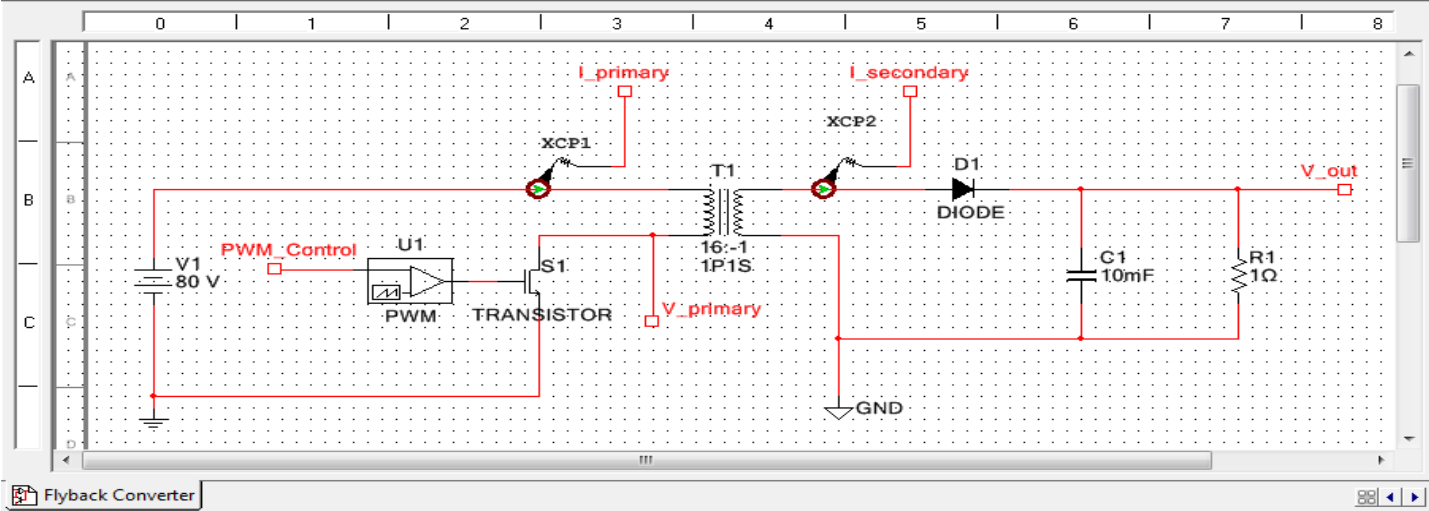 0 1 2 3 4 5 6 7 8
A A
I_primary I_secondary
XCP2
XCP1
T1 D1
V_out
B B
DIODE
PWM_Control U1
16:-1
V1 S1 1P1S C1 R1
80 V 10mF 1Ω
V_primary
PWM TRANSISTOR
C C
GND
D
Flyback Converter